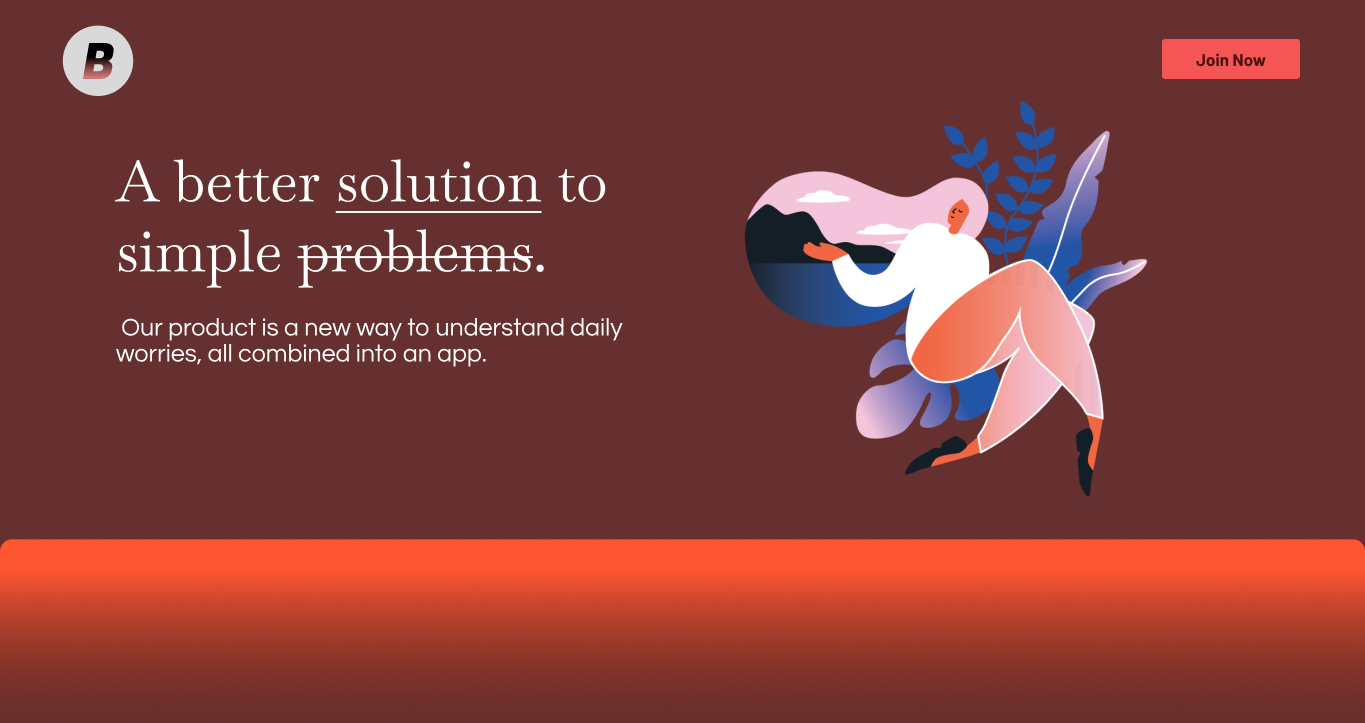 B
Join Now
A better solution to
simple problems.
Our product is a new way to understand daily
worries, all combined into an app.